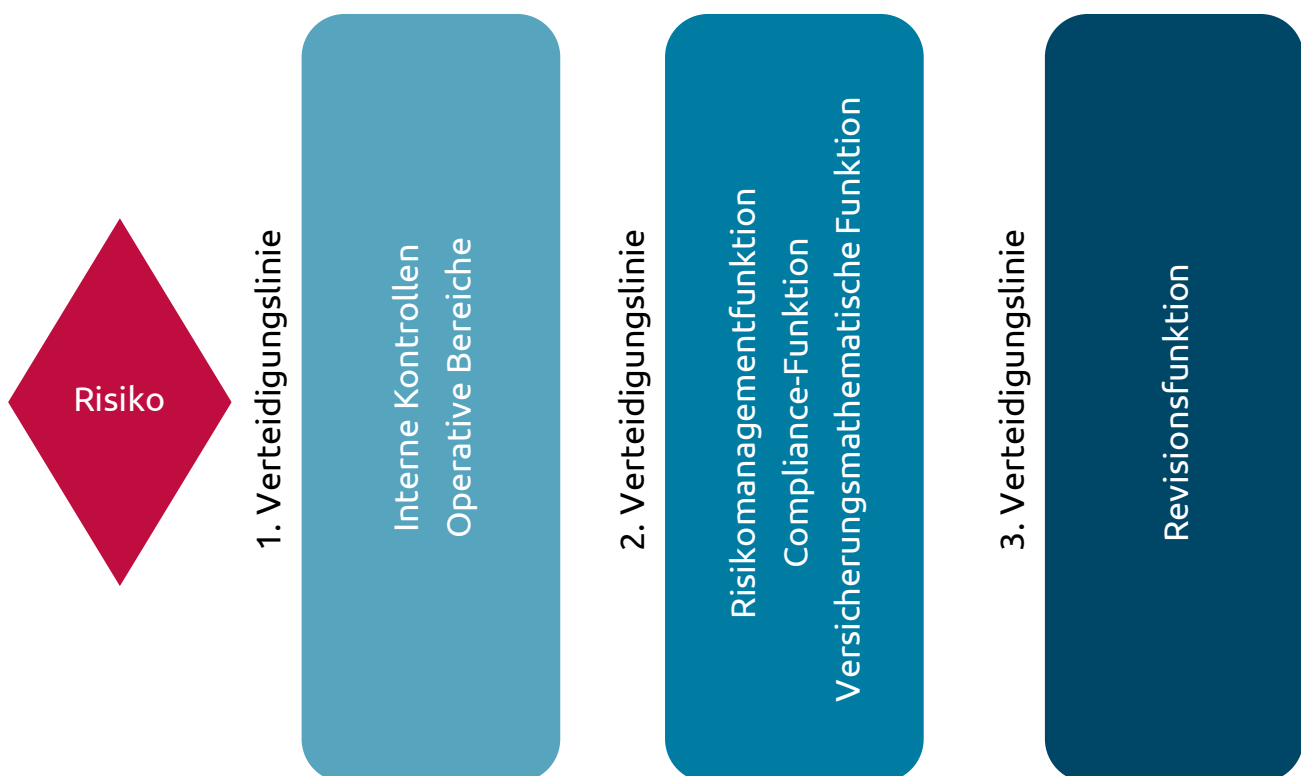 Risiko
1. Verteidigungslinie
Interne Kontrollen
Operative Bereiche
2. Verteidigungslinie
Risikomanagementfunktion
Compliance-Funktion
Versicherungsmathematische Funktion
3. Verteidigungslinie
Revisionsfunktion